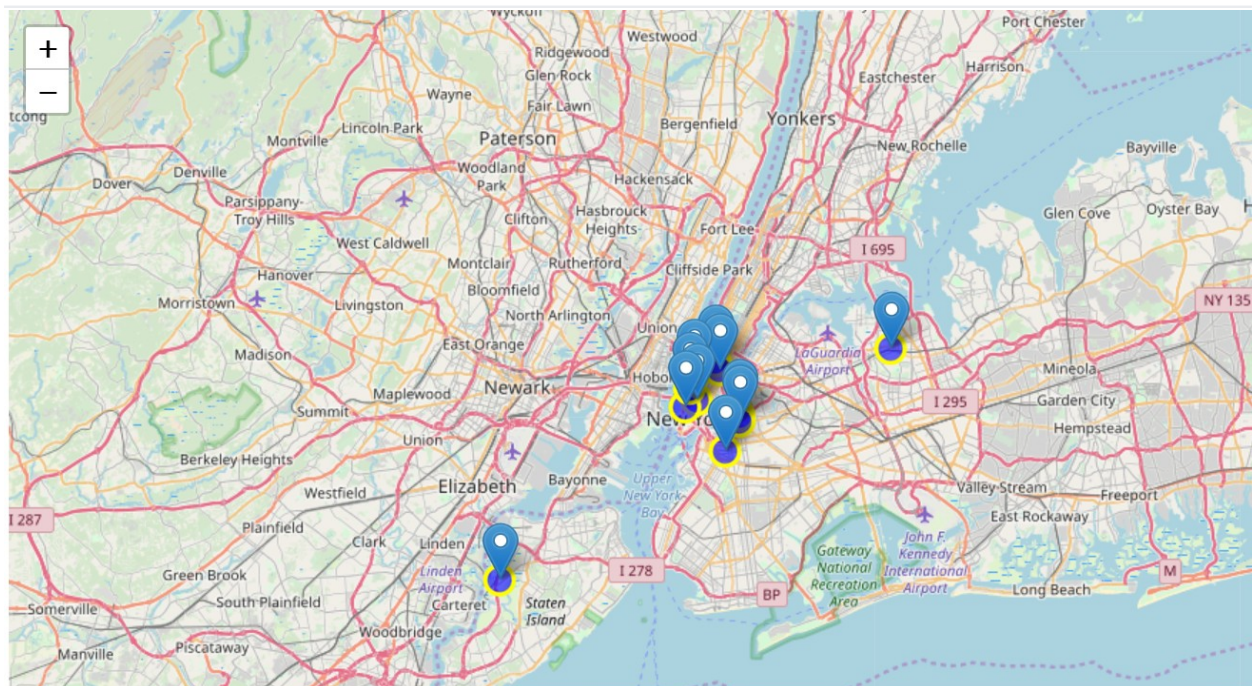 Wyckoff
Port Chester
+
Westwood
Ridgewood
Harrison
Glen Rock
Eastchester
−
Wayne
Fair Lawn
Yonkers
Lincoln Park
Bergenfield
Paterson
Montville
New Rochelle
Bayville
Woodland
Park
Denville
Hackensack
Dover
Parsippany-
Troy Hills
Hasbrouck
Heights
Clifton
Glen Cove
Oyster Bay
Fort Lee
West Caldwell
I 695
Montclair
Rutherford
Cliffside Park
Hanover
Bloomfield
Morristown
Livingston
NY 135
North Arlington
Union
East Orange
Madison
LaGuardia
Airport
Mineola
Newark
Maplewood
I 295
Garden City
Summit
Hempstead
Union
Berkeley Heights
Bayonne
Upper
New York
Bay
Elizabeth
Valley Stream
Westfield
Freeport
I 287
East Rockaway
Plainfield
Clark
Linden
John F.
Kennedy
International
Airport
Gateway
National
Recreation
Area
Green Brook
Linden
Airport
I 278
M
Long Beach
BP
South Plainfield
Carteret
Staten
Island
Somerville
Woodbridge
Piscataway
Manville